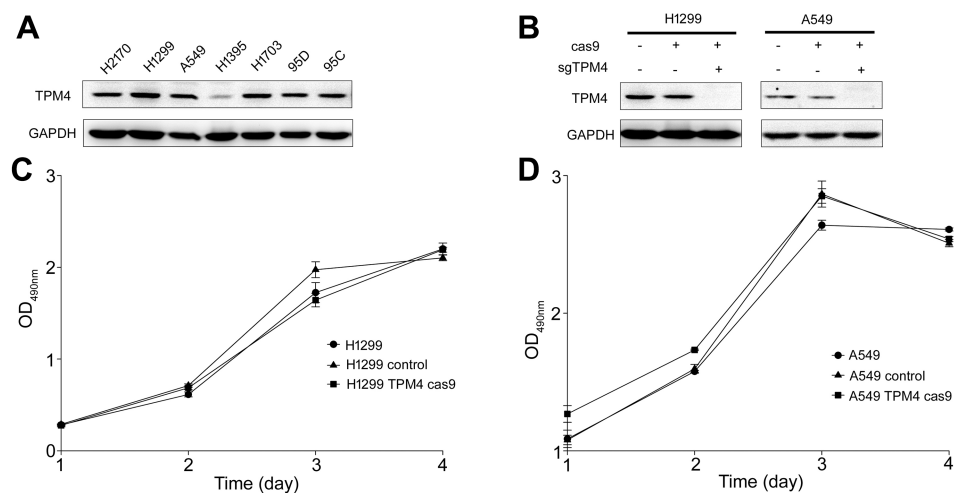 A
H2170 H1299 A549 H1395 H1703 95D 95C
TPM4
GAPDH
B
H1299 A549
cas9 - + + - + +
sgTPM4 - - + - - +
TPM4
GAPDH
C
3
2
1
0
OD490nm
1 2 3 4
Time (day)
H1299
H1299 control
H1299 TPM4 cas9
D
3
2
1
OD490nm
1 2 3 4
Time (day)
A549
A549 control
A549 TPM4 cas9